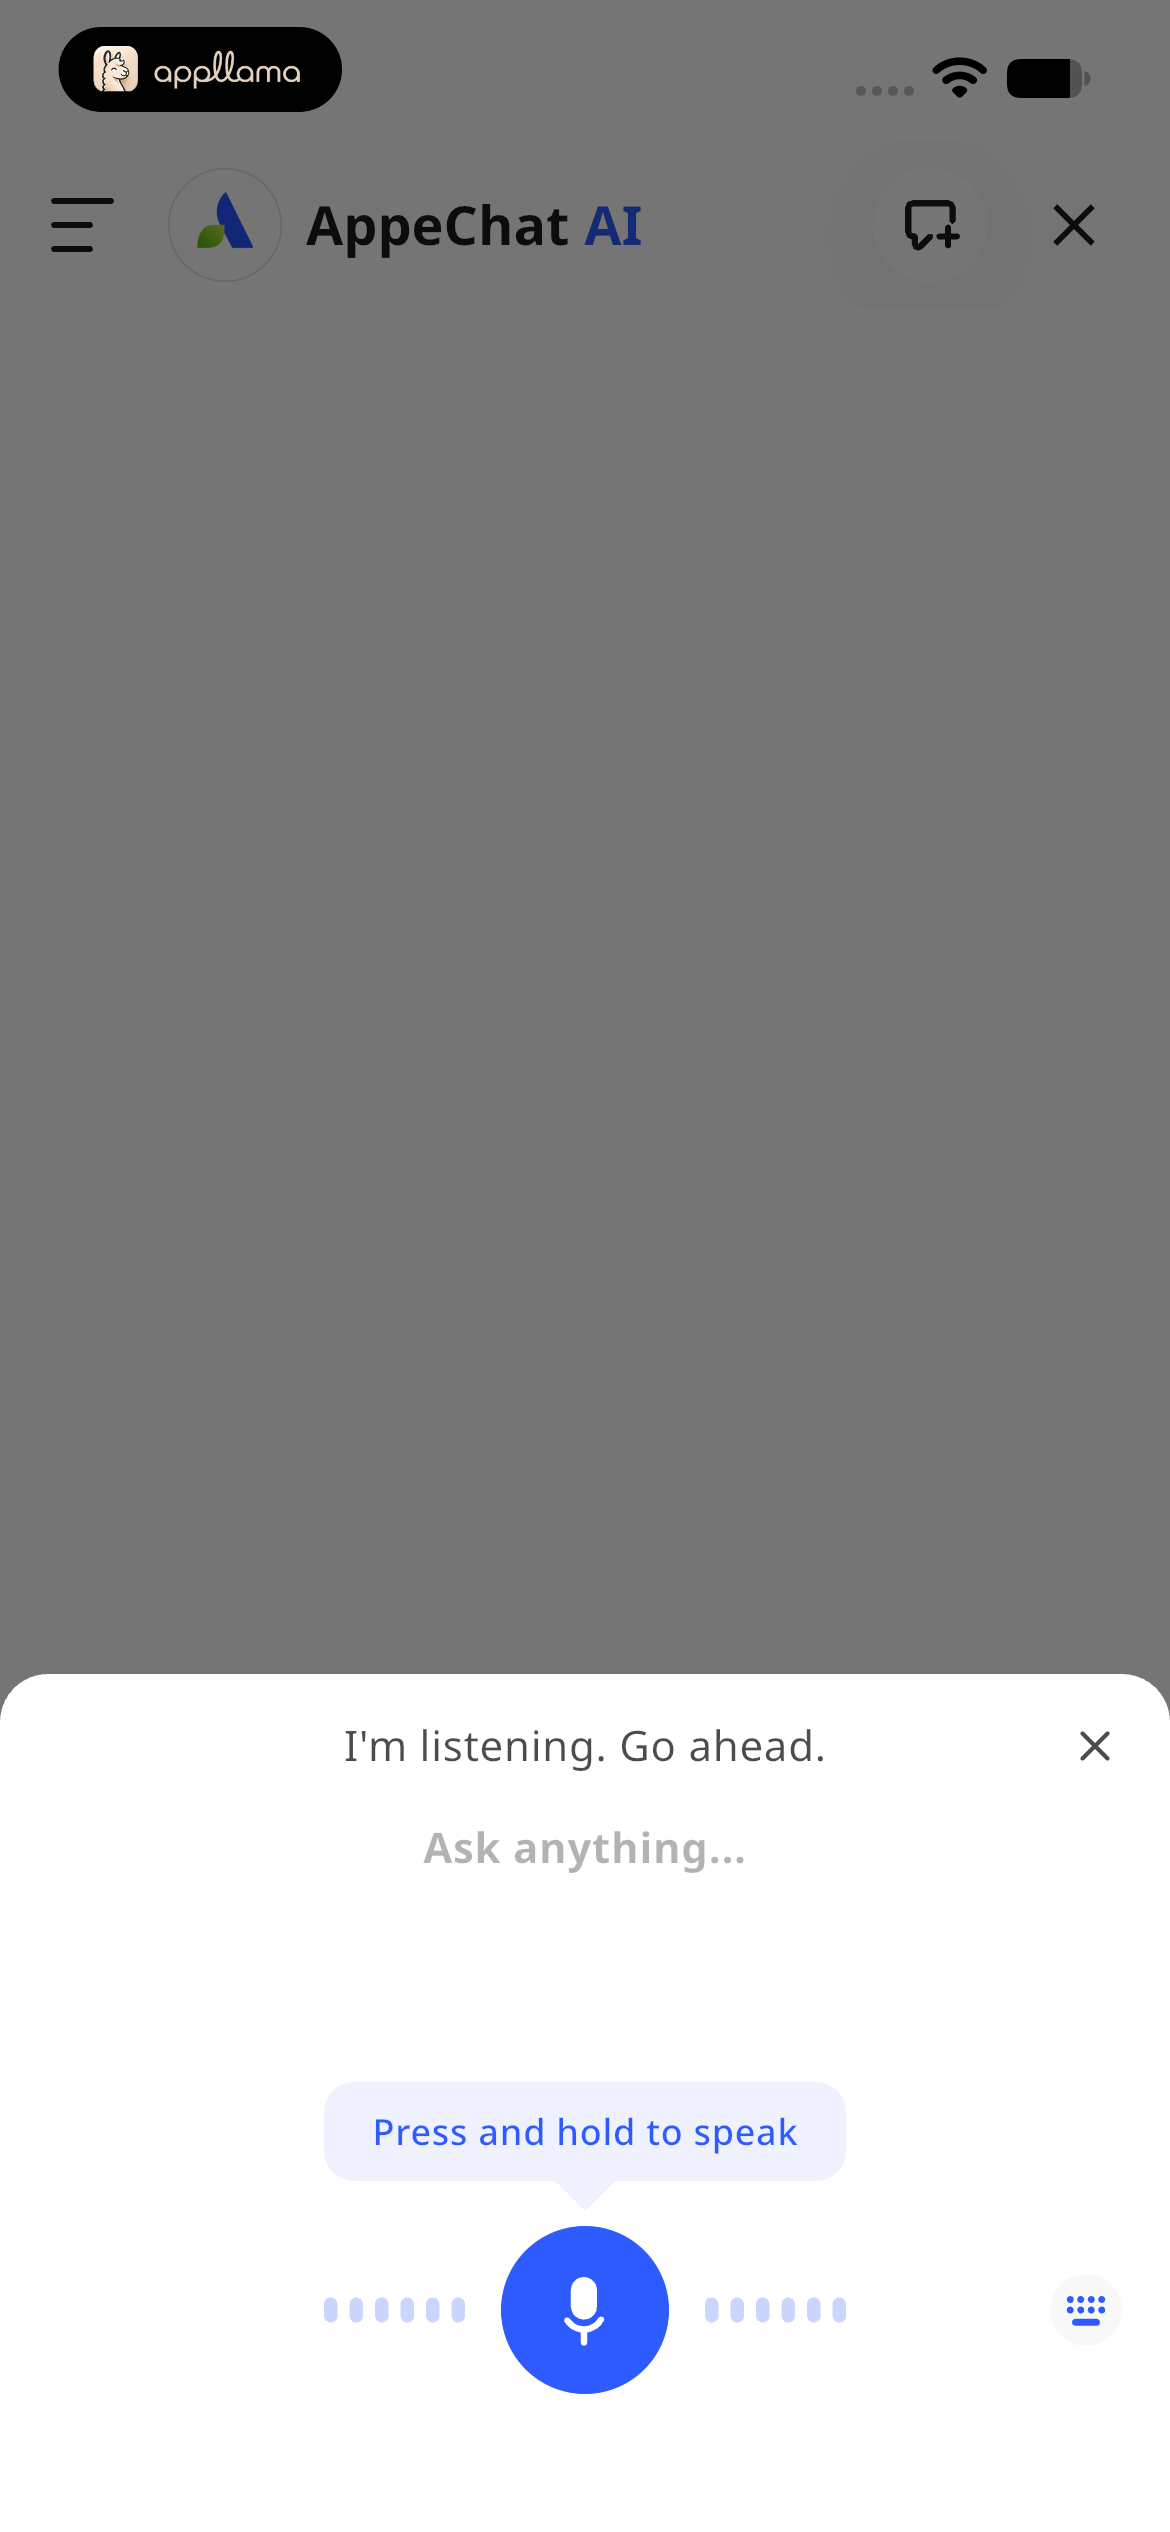 appllama
AppeChat AI
I'm listening. Go ahead.
Ask anything...
Press and hold to speak